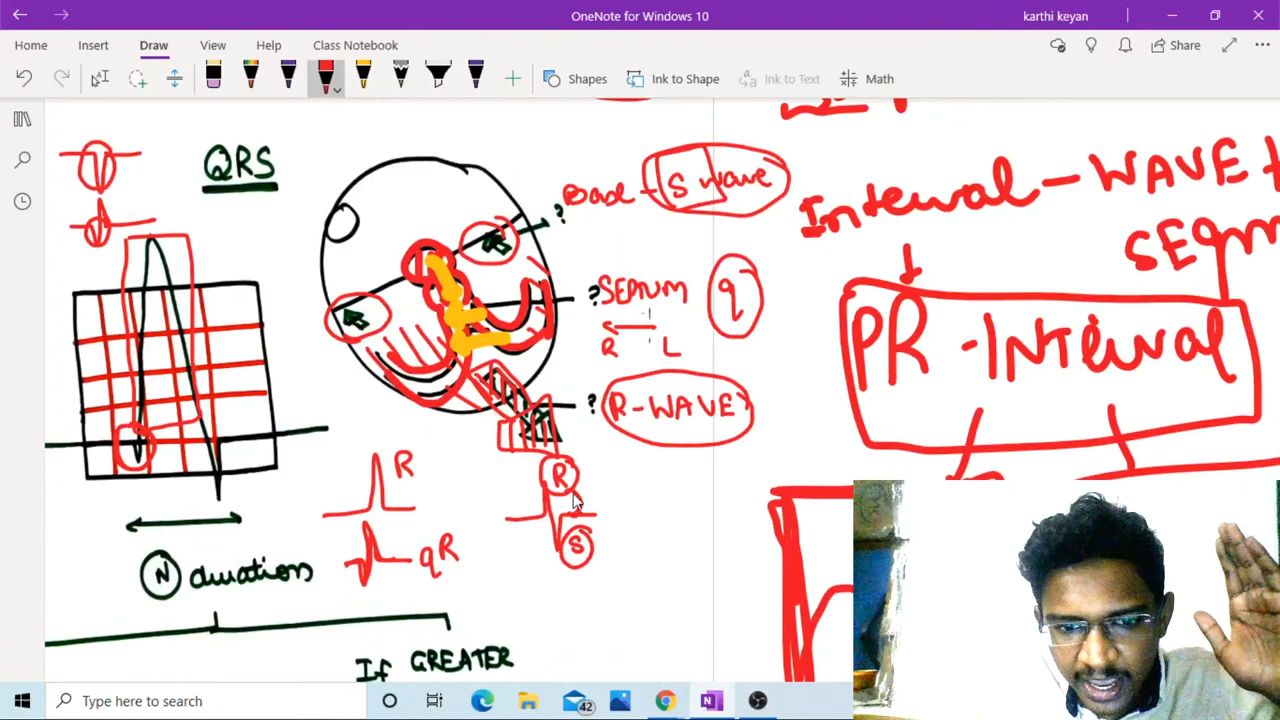 OneNote for Windows 10
karthi keyan
Home
Insert
Draw
View
Help
Class Notebook
Share
Shapes
Ink to Shape
Ink to Text
Math
QRS
Base - S wave
?
Interval - WAVE +
SEgm
? SEPTUM
q
R L
PR - INTERVAL
? R-WAVE
R
R
S
qR
N durations
If GREATER
Type here to search
42